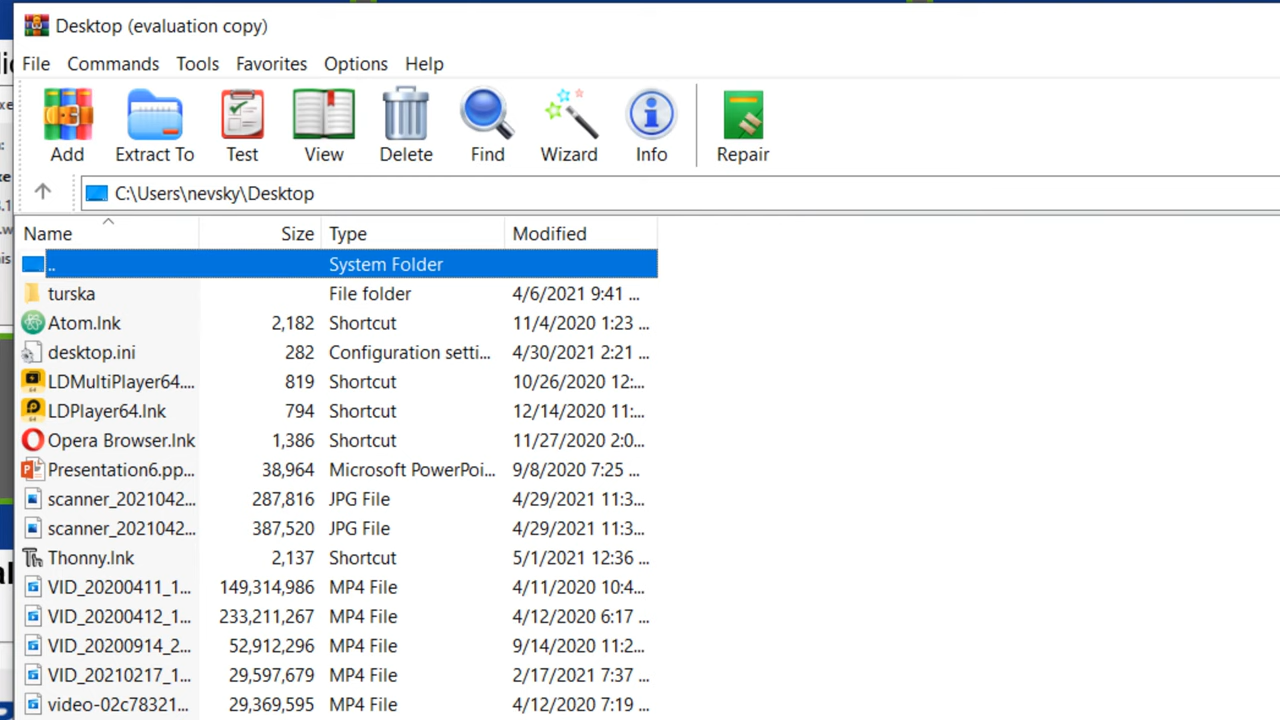 Desktop (evaluation copy)
File Commands Tools Favorites Options Help
Add Extract To Test View Delete Find Wizard Info Repair
C:\Users\nevsky\Desktop
Name Size Type Modified
.. System Folder
turska File folder 4/6/2021 9:41 ...
Atom.lnk 2,182 Shortcut 11/4/2020 1:23 ...
desktop.ini 282 Configuration setti... 4/30/2021 2:21 ...
LDMultiPlayer64.... 819 Shortcut 10/26/2020 12:...
LDPlayer64.lnk 794 Shortcut 12/14/2020 11:...
Opera Browser.lnk 1,386 Shortcut 11/27/2020 2:0...
Presentation6.pp... 38,964 Microsoft PowerPoi... 9/8/2020 7:25 ...
scanner_2021042... 287,816 JPG File 4/29/2021 11:3...
scanner_2021042... 387,520 JPG File 4/29/2021 11:3...
Thonny.lnk 2,137 Shortcut 5/1/2021 12:36 ...
VID_20200411_1... 149,314,986 MP4 File 4/11/2020 10:4...
VID_20200412_1... 233,211,267 MP4 File 4/12/2020 6:17 ...
VID_20200914_2... 52,912,296 MP4 File 9/14/2020 11:2...
VID_20210217_1... 29,597,679 MP4 File 2/17/2021 7:37 ...
video-02c78321... 29,369,595 MP4 File 4/12/2020 7:19 ...